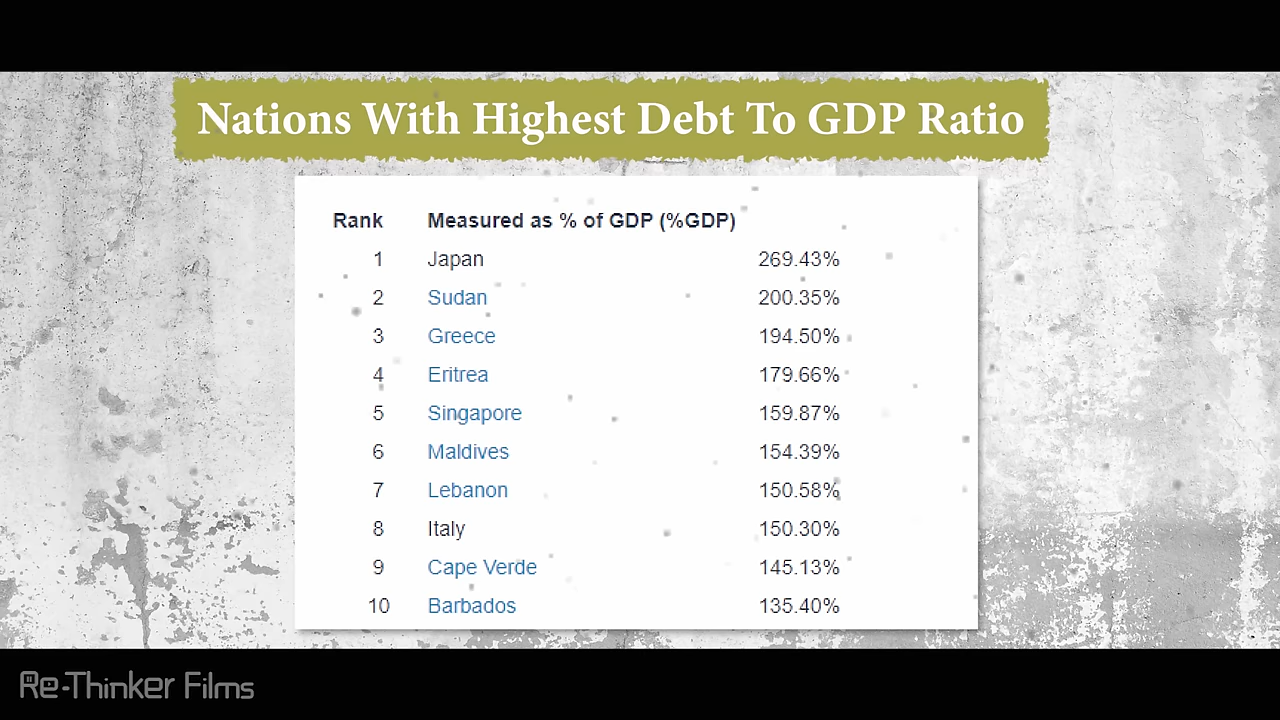 Nations With Highest Debt To GDP Ratio
Rank Measured as % of GDP (%GDP)
1 Japan 269.43%
2 Sudan 200.35%
3 Greece 194.50%
4 Eritrea 179.66%
5 Singapore 159.87%
6 Maldives 154.39%
7 Lebanon 150.58%
8 Italy 150.30%
9 Cape Verde 145.13%
10 Barbados 135.40%
Re-Thinker Films